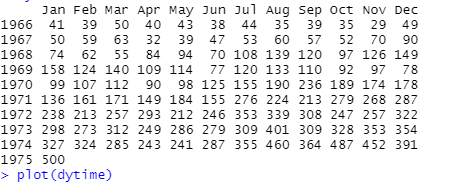 Jan Feb Mar Apr May Jun Jul Aug Sep Oct Nov Dec
1966 41 39 50 40 43 38 44 35 39 35 29 49
1967 50 59 63 32 39 47 53 60 57 52 70 90
1968 74 62 55 84 94 70 108 139 120 97 126 149
1969 158 124 140 109 114 77 120 133 110 92 97 78
1970 99 107 112 90 98 125 155 190 236 189 174 178
1971 136 161 171 149 184 155 276 224 213 279 268 287
1972 238 213 257 293 212 246 353 339 308 247 257 322
1973 298 273 312 249 286 279 309 401 309 328 353 354
1974 327 324 285 243 241 287 355 460 364 487 452 391
1975 500
> plot(dytime)